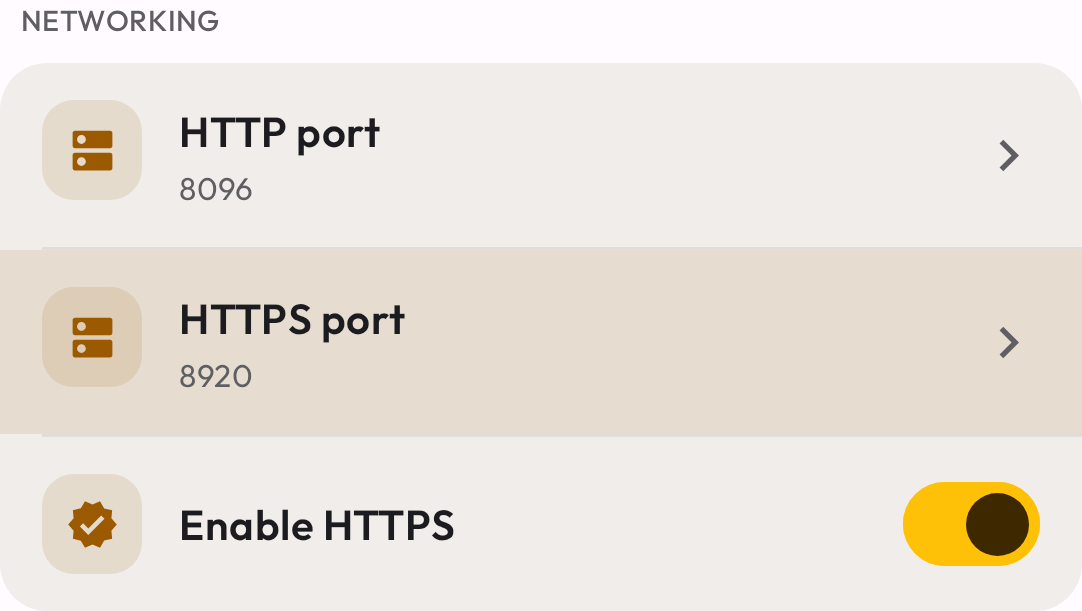 NETWORKING
HTTP port
8096
HTTPS port
8920
Enable HTTPS